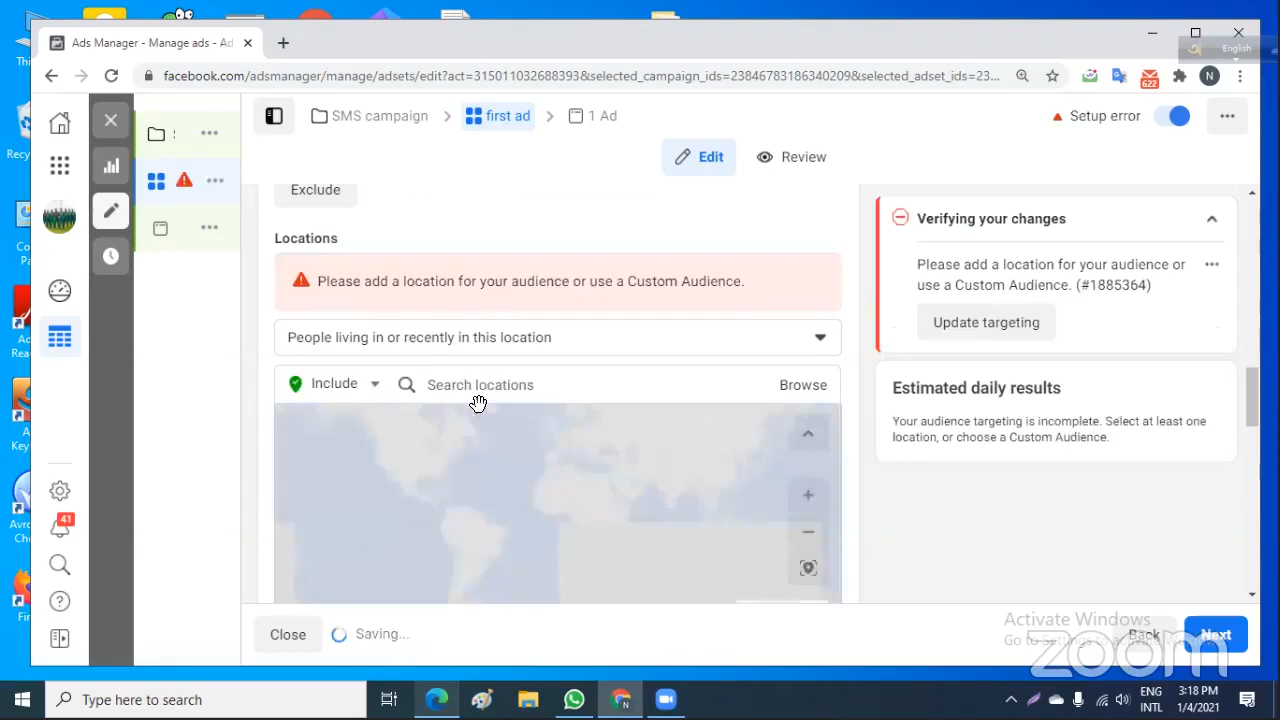 Ads Manager - Manage ads - Ad
English
facebook.com/adsmanager/manage/adsets/edit?act=315011032688393&selected_campaign_ids=23846783186340209&selected_adset_ids=23...
622
N
SMS campaign
first ad
1 Ad
Setup error
Edit
Review
Exclude
Locations
Please add a location for your audience or use a Custom Audience.
People living in or recently in this location
Include
Search locations
Browse
Verifying your changes
Please add a location for your audience or
use a Custom Audience. (#1885364)
Update targeting
Estimated daily results
Your audience targeting is incomplete. Select at least one
location, or choose a Custom Audience.
41
Close
Saving...
Activate Windows
Back
Next
zoom
Type here to search
ENG
INTL
3:18 PM
1/4/2021